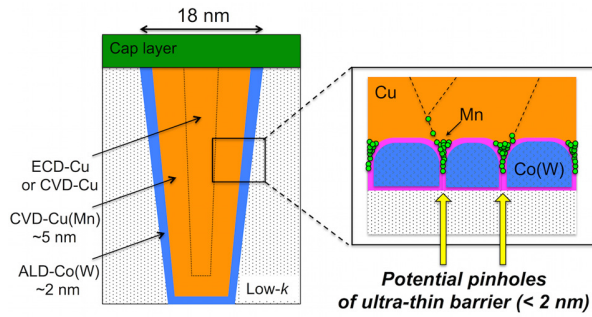 18 nm
Cap layer
ECD-Cu
or CVD-Cu
CVD-Cu(Mn)
~5 nm
ALD-Co(W)
~2 nm
Low-k
Cu
Mn
Co(W)
Potential pinholes
of ultra-thin barrier (< 2 nm)